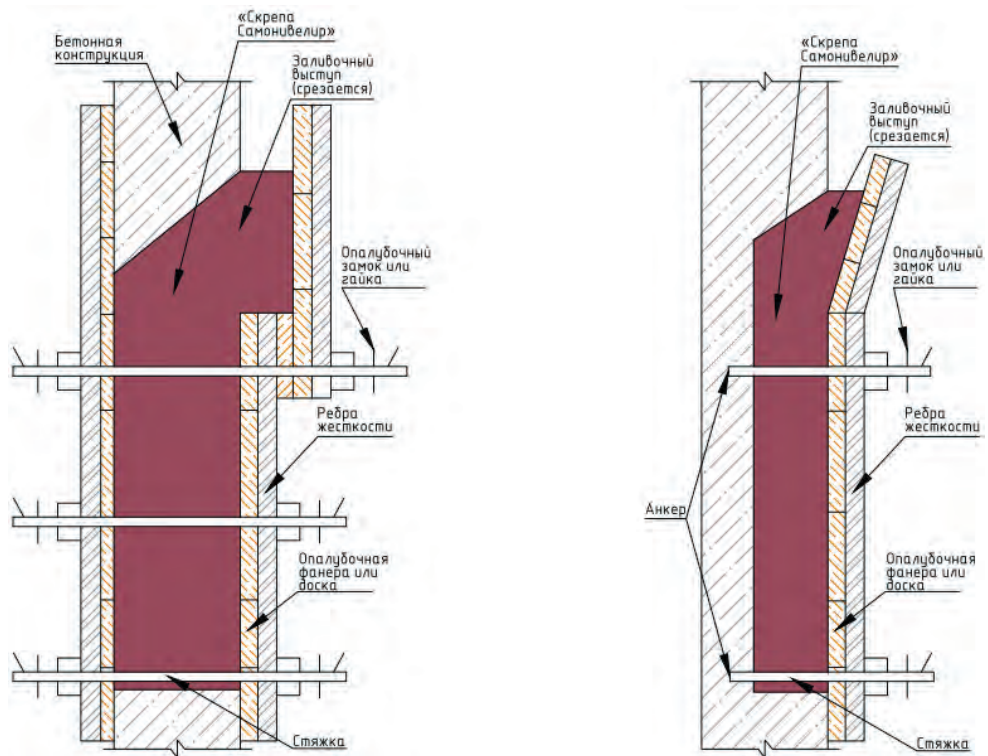 «Скрепа
Самонивелир»
Бетонная
конструкция
Заливочный
выступ
(срезается)
Опалубочный
замок или
гайка
Ребра
жесткости
Опалубочная
фанера или
доска
Стяжка
«Скрепа
Самонивелир»
Заливочный
выступ
(срезается)
Опалубочный
замок или
гайка
Ребра
жесткости
Анкер
Опалубочная
фанера или
доска
Стяжка